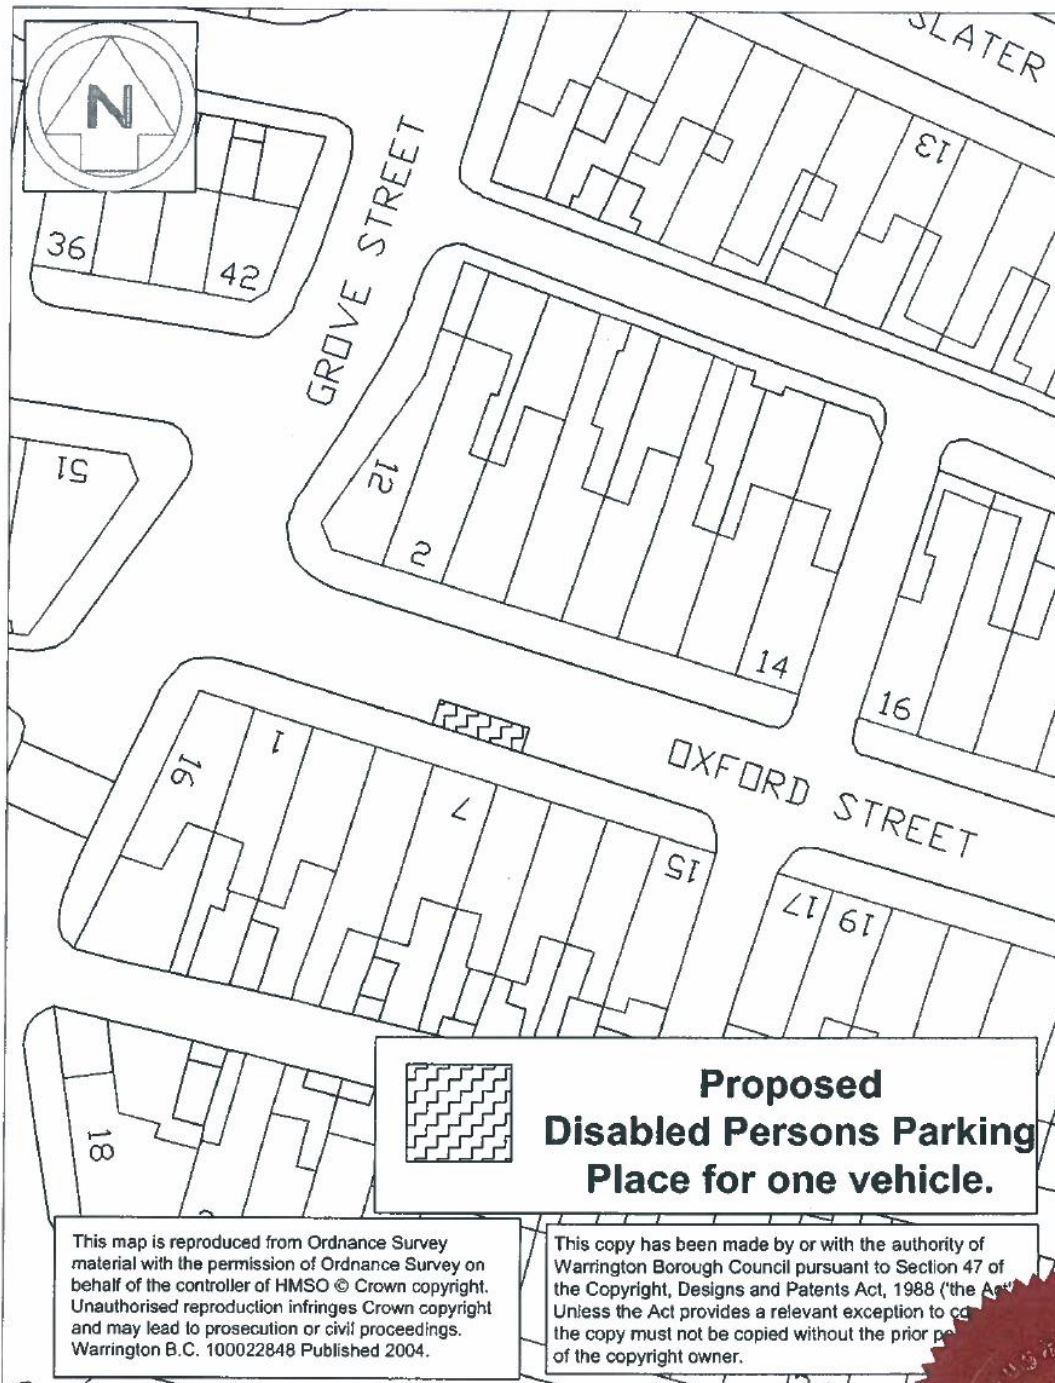 SLATER
N
13
36
42
GROVE STREET
51
12
2
14
16
OXFORD STREET
16
1
7
15
17
19
18
Proposed
Disabled Persons Parking
Place for one vehicle.
This map is reproduced from Ordnance Survey
material with the permission of Ordnance Survey on
behalf of the controller of HMSO © Crown copyright.
Unauthorised reproduction infringes Crown copyright
and may lead to prosecution or civil proceedings.
Warrington B.C. 100022848 Published 2004.
This copy has been made by or with the authority of
Warrington Borough Council pursuant to Section 47 of
the Copyright, Designs and Patents Act, 1988 ('the Act'
Unless the Act provides a relevant exception to
the copy must not be copied without the prior
of the copyright owner.